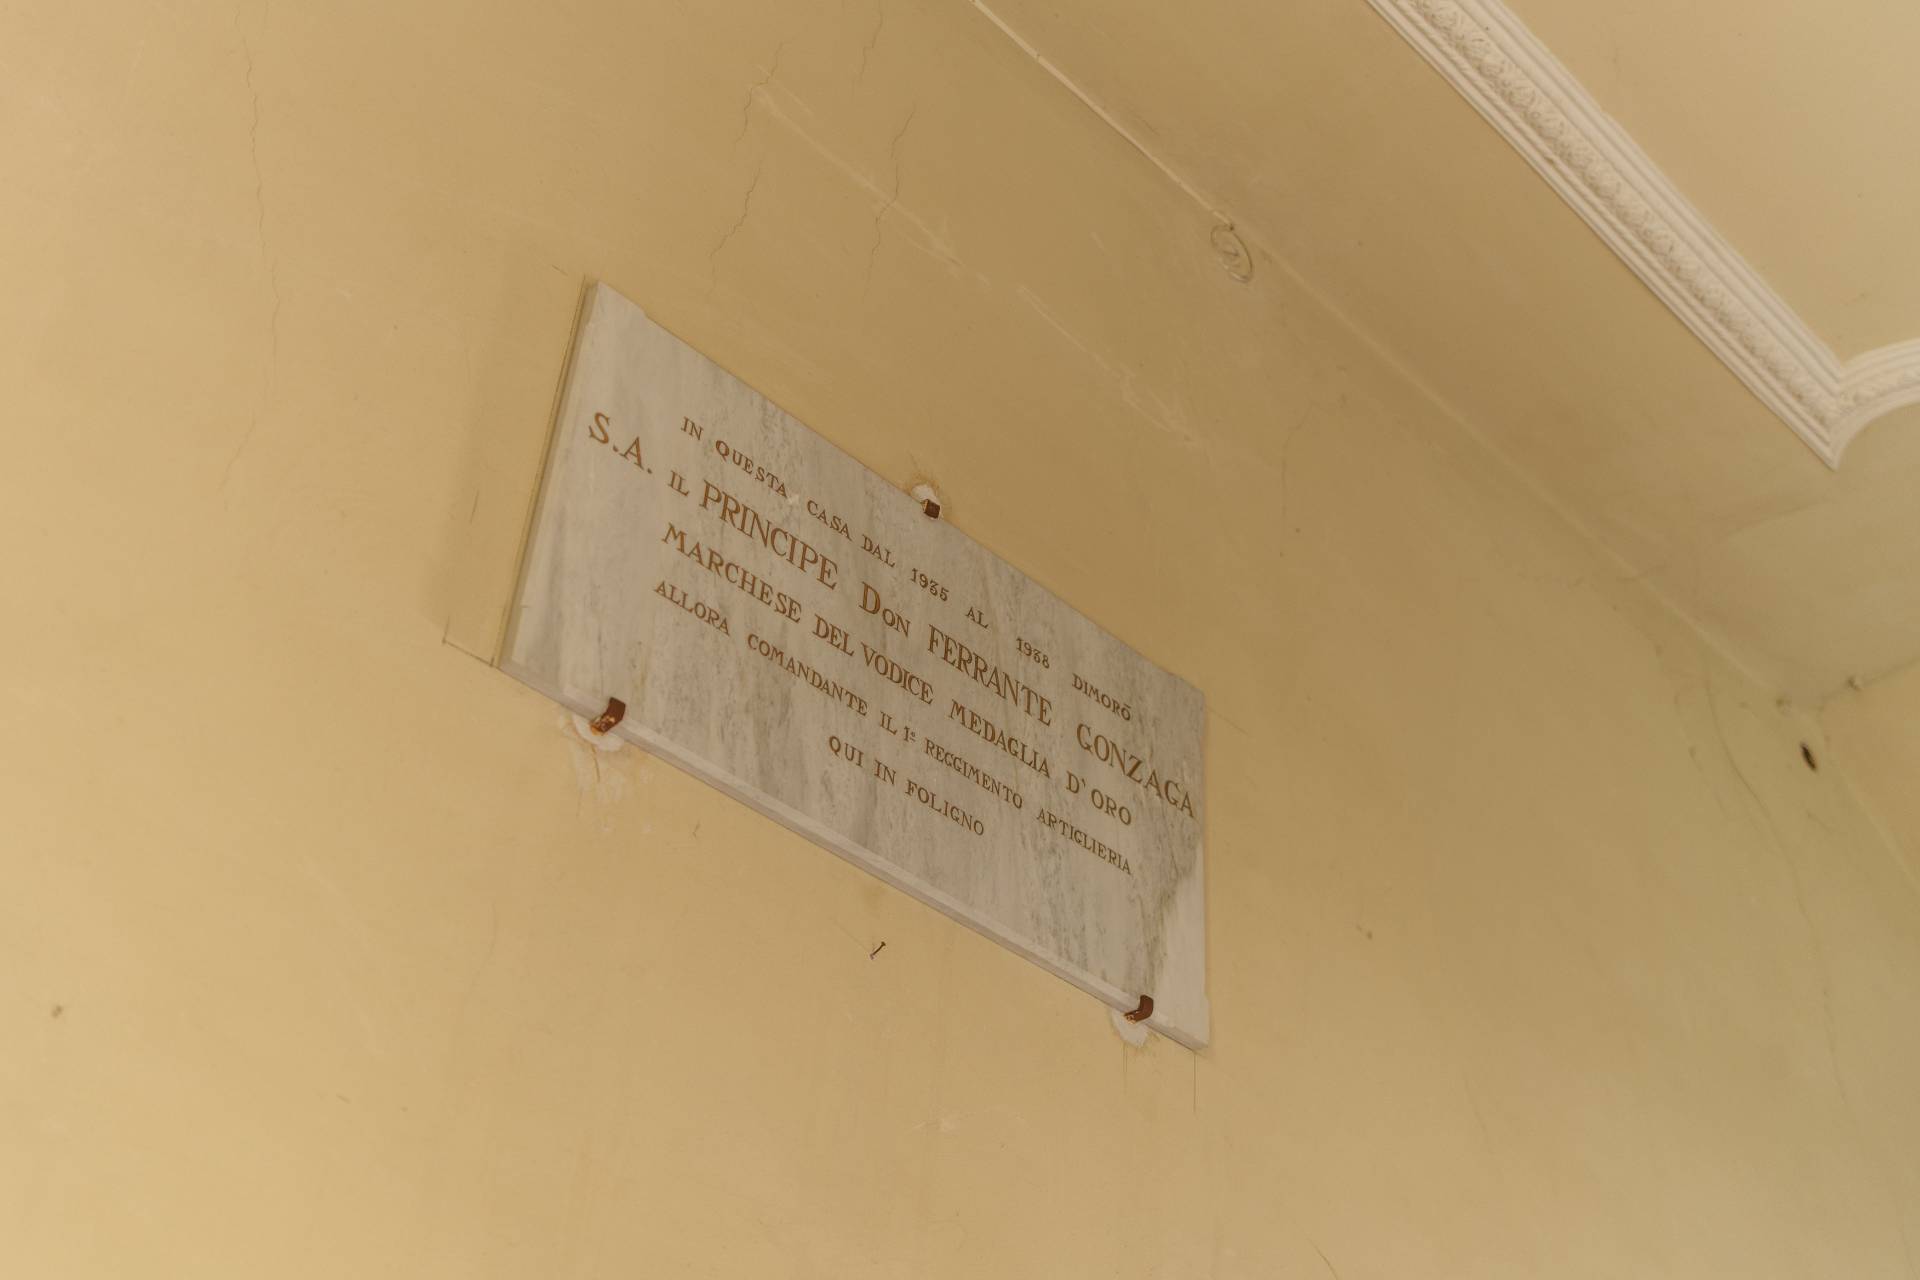 IN QUESTA CASA DAL 1935 AL 1938 DIMORÒ
S.A. IL PRINCIPE DON FERRANTE GONZAGA
MARCHESE DEL VODICE MEDAGLIA D'ORO
ALLORA COMANDANTE IL 1º REGGIMENTO ARTIGLIERIA
QUI IN FOLIGNO